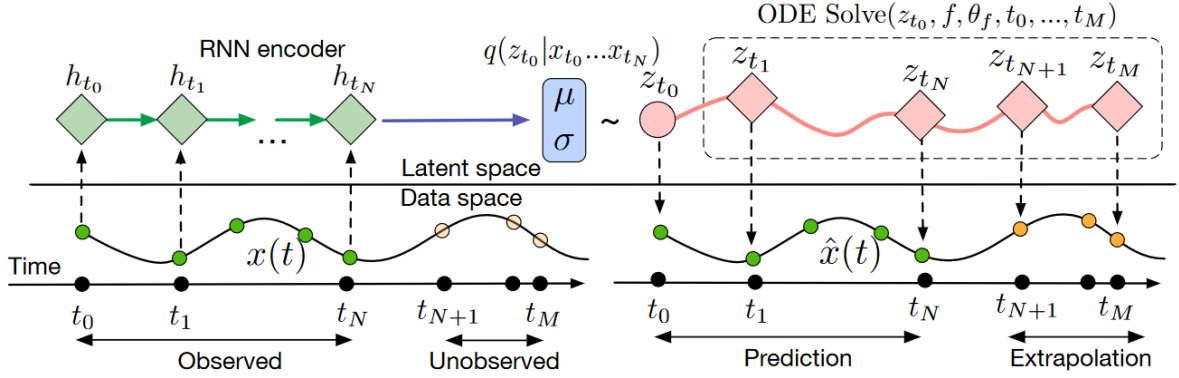 ODE Solve(z_{t_0}, f, θ_f, t_0, ..., t_M)
RNN encoder
q(z_{t_0}|x_{t_0}...x_{t_N})
h_{t_0} h_{t_1} h_{t_N}
z_{t_0} z_{t_1} z_{t_N} z_{t_{N+1}} z_{t_M}
...
μ
σ
~
Latent space
Data space
x(t)
x̂(t)
Time
t_0 t_1 t_N t_{N+1} t_M
t_0 t_1 t_N t_{N+1} t_M
Observed
Unobserved
Prediction
Extrapolation